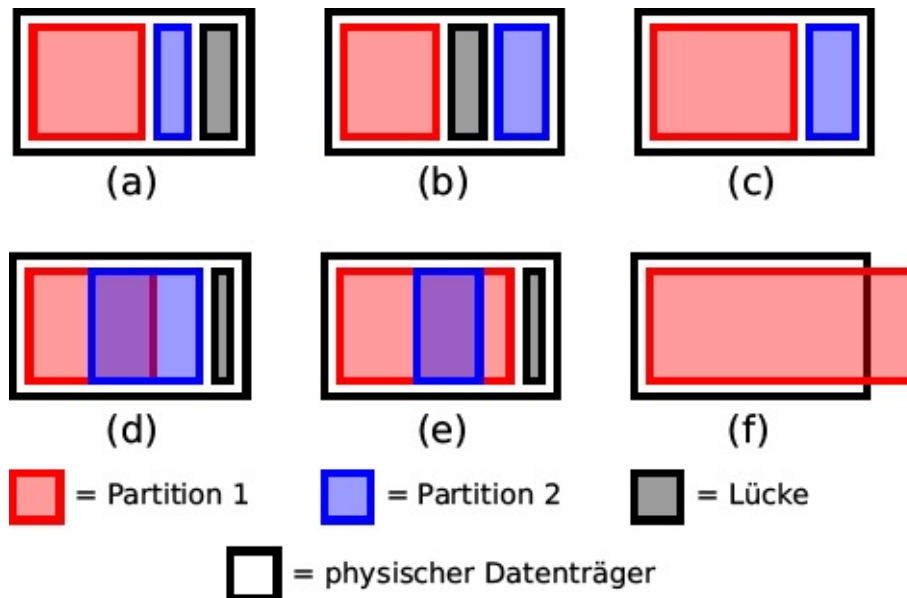 (a) (b) (c)
(d) (e) (f)
= Partition 1 = Partition 2 = Lücke
= physischer Datenträger